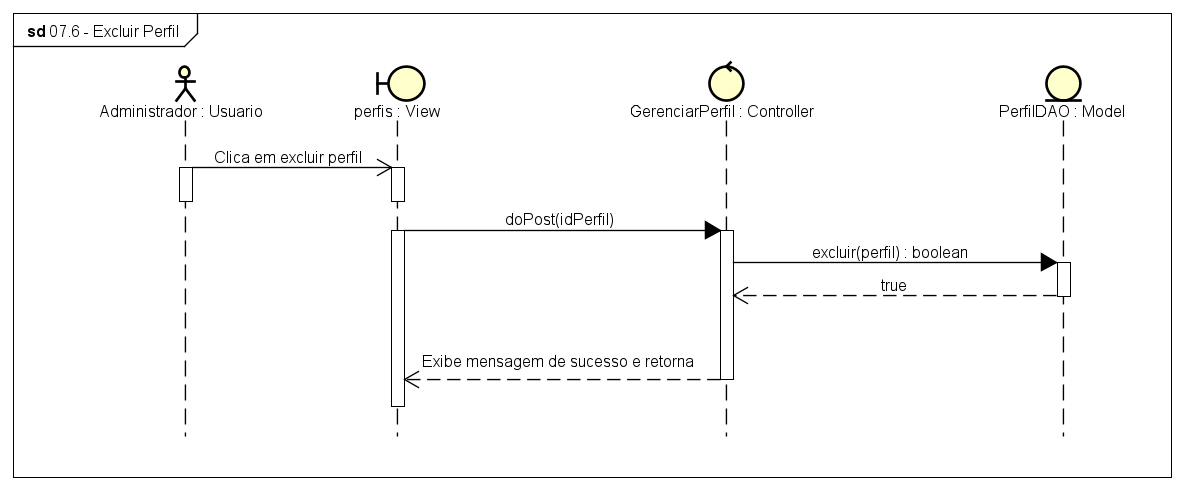 sd 07.6 - Excluir Perfil
Administrador : Usuario
perfis : View
GerenciarPerfil : Controller
PerfilDAO : Model
Clica em excluir perfil
doPost(idPerfil)
excluir(perfil) : boolean
true
Exibe mensagem de sucesso e retorna